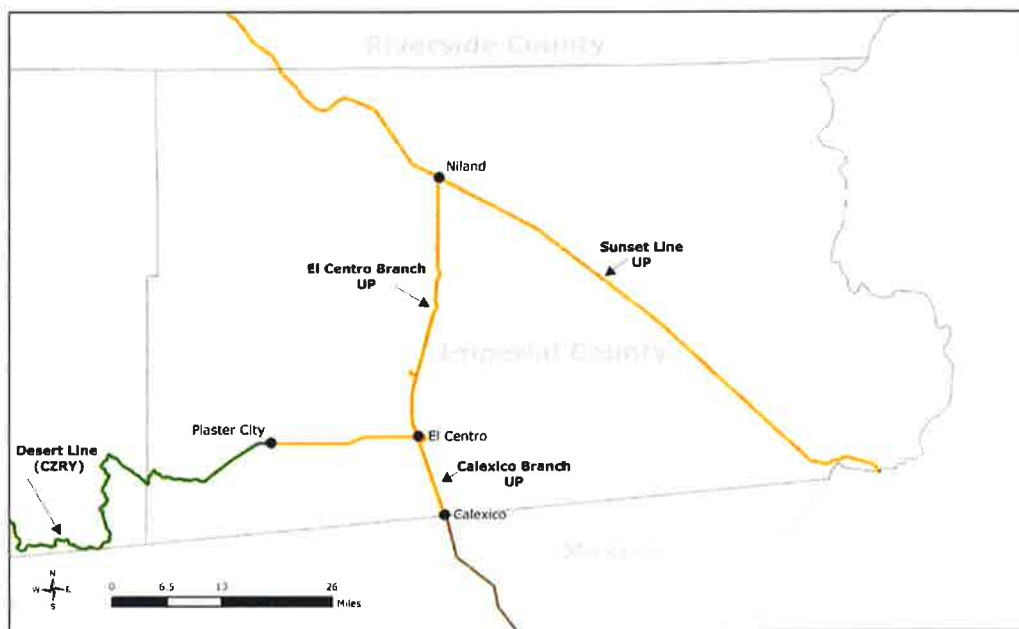 Riverside County
Niland
Sunset Line
UP
El Centro Branch
UP
Imperial County
Plaster City
El Centro
Desert Line
(CZRY)
Calexico Branch
UP
Calexico
Mexico
N
W E
S
0 6.5 13 26
Miles